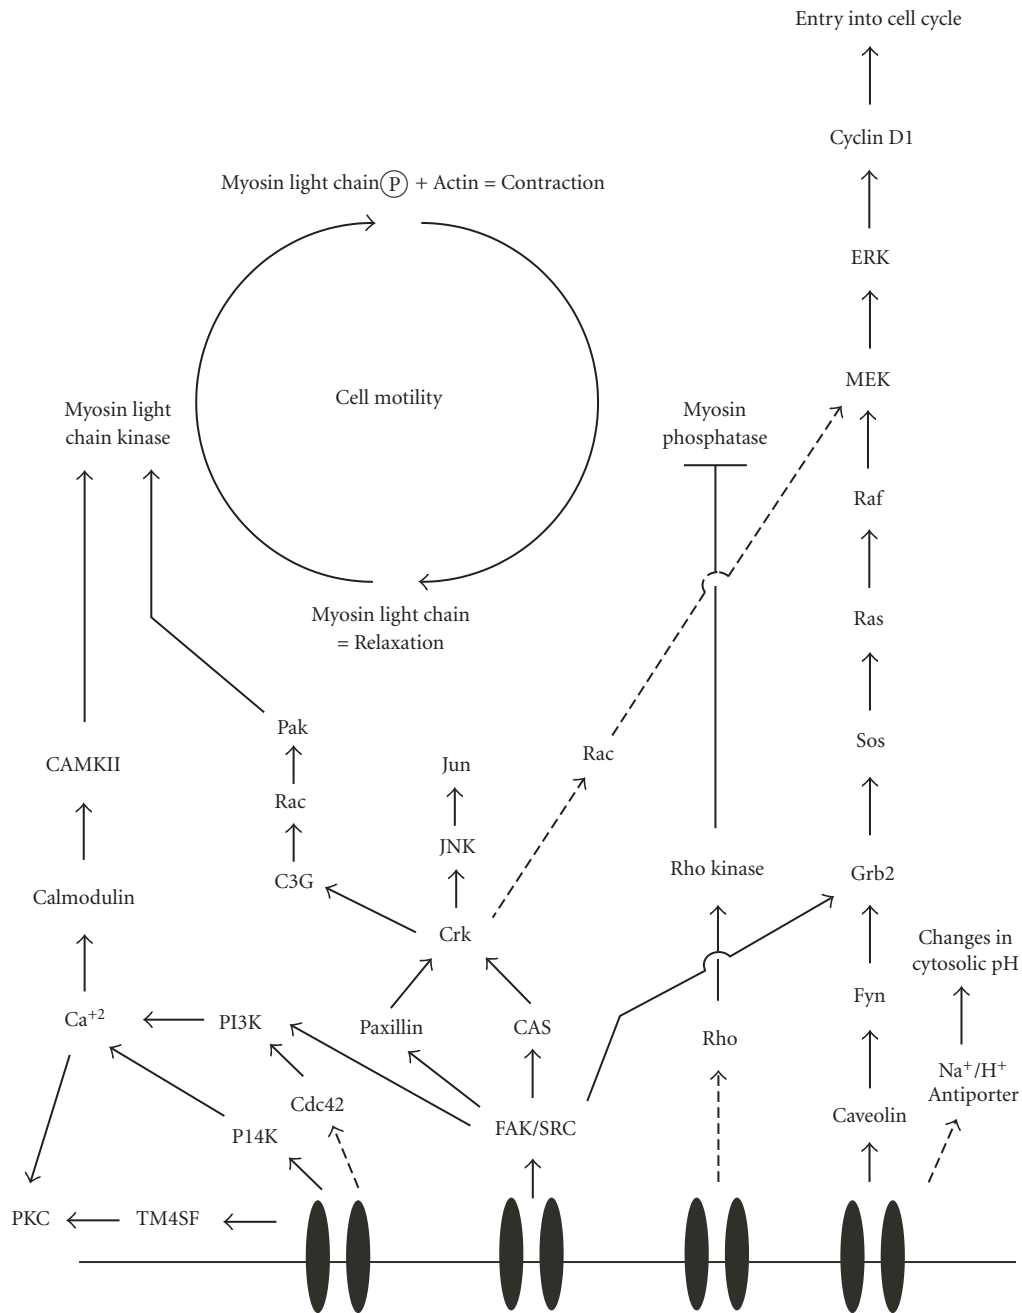 Entry into cell cycle
Cyclin D1
Myosin light chain P + Actin = Contraction
ERK
MEK
Cell motility
Myosin light
chain kinase
Myosin
phosphatase
Raf
Myosin light chain
= Relaxation
Ras
Pak
Sos
Rac
CAMKII
Jun
Rac
JNK
Rho kinase
Grb2
C3G
Calmodulin
Crk
Changes in
cytosolic pH
Fyn
Ca+2
PI3K
Paxillin
CAS
Rho
Na+/H+
Antiporter
Cdc42
Caveolin
P14K
FAK/SRC
PKC
TM4SF